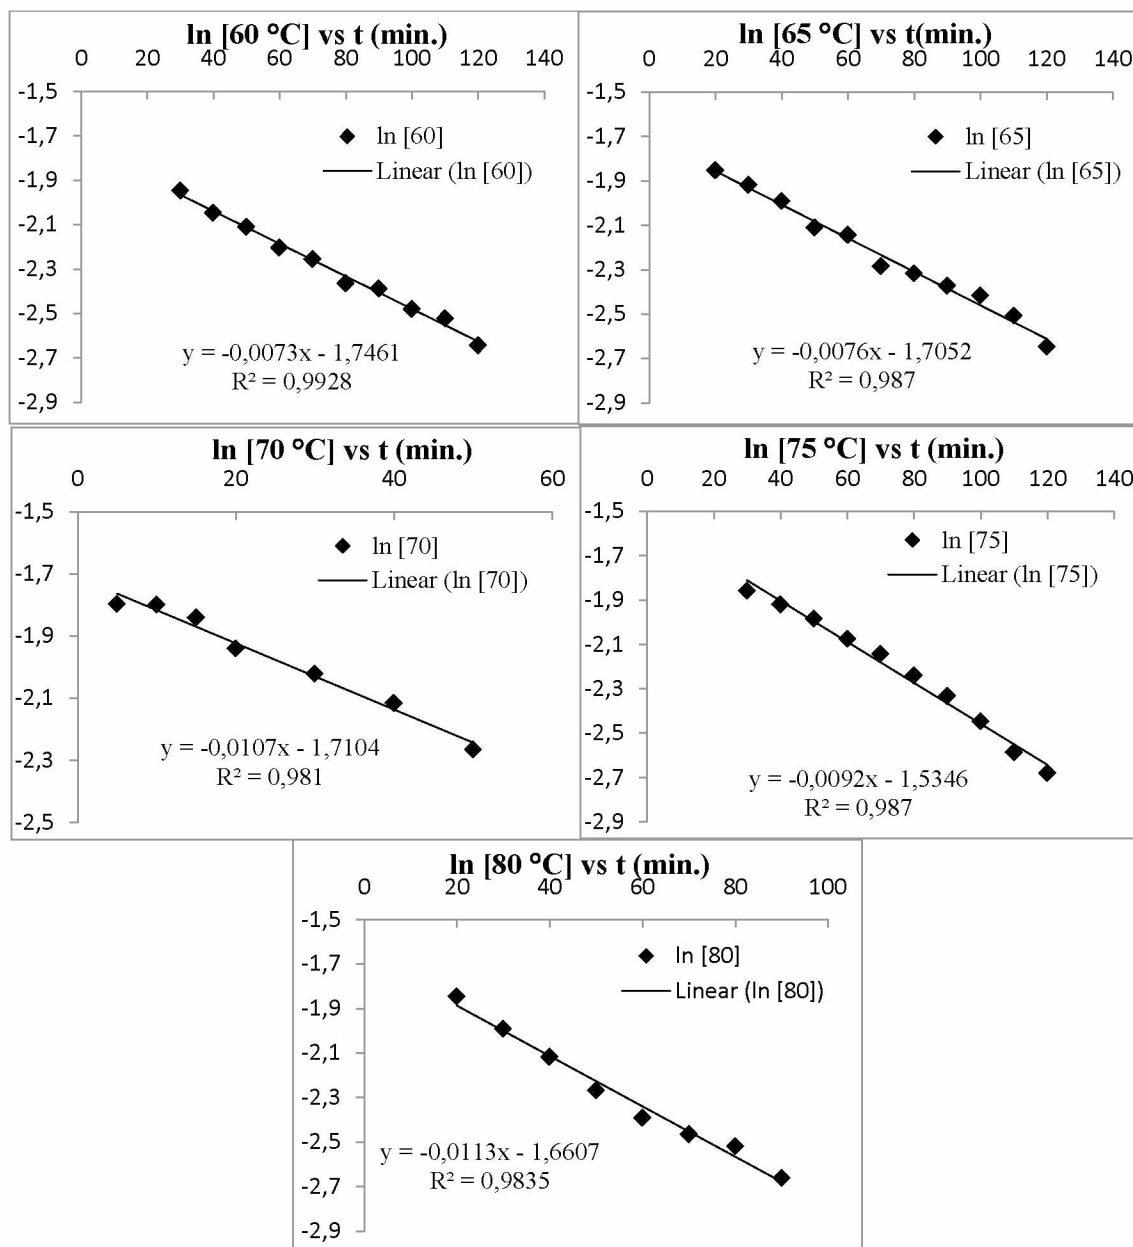 ln [60 °C] vs t (min.)
0 20 40 60 80 100 120 140
-1,5
-1,7
-1,9
-2,1
-2,3
-2,5
-2,7
-2,9
ln [60]
Linear (ln [60])
y = -0,0073x - 1,7461
R² = 0,9928
ln [65 °C] vs t(min.)
0 20 40 60 80 100 120 140
-1,5
-1,7
-1,9
-2,1
-2,3
-2,5
-2,7
-2,9
ln [65]
Linear (ln [65])
y = -0,0076x - 1,7052
R² = 0,987
ln [70 °C] vs t (min.)
0 20 40 60
-1,5
-1,7
-1,9
-2,1
-2,3
-2,5
ln [70]
Linear (ln [70])
y = -0,0107x - 1,7104
R² = 0,981
ln [75 °C] vs t (min.)
0 20 40 60 80 100 120 140
-1,5
-1,7
-1,9
-2,1
-2,3
-2,5
-2,7
-2,9
ln [75]
Linear (ln [75])
y = -0,0092x - 1,5346
R² = 0,987
ln [80 °C] vs t (min.)
0 20 40 60 80 100
-1,5
-1,7
-1,9
-2,1
-2,3
-2,5
-2,7
-2,9
ln [80]
Linear (ln [80])
y = -0,0113x - 1,6607
R² = 0,9835